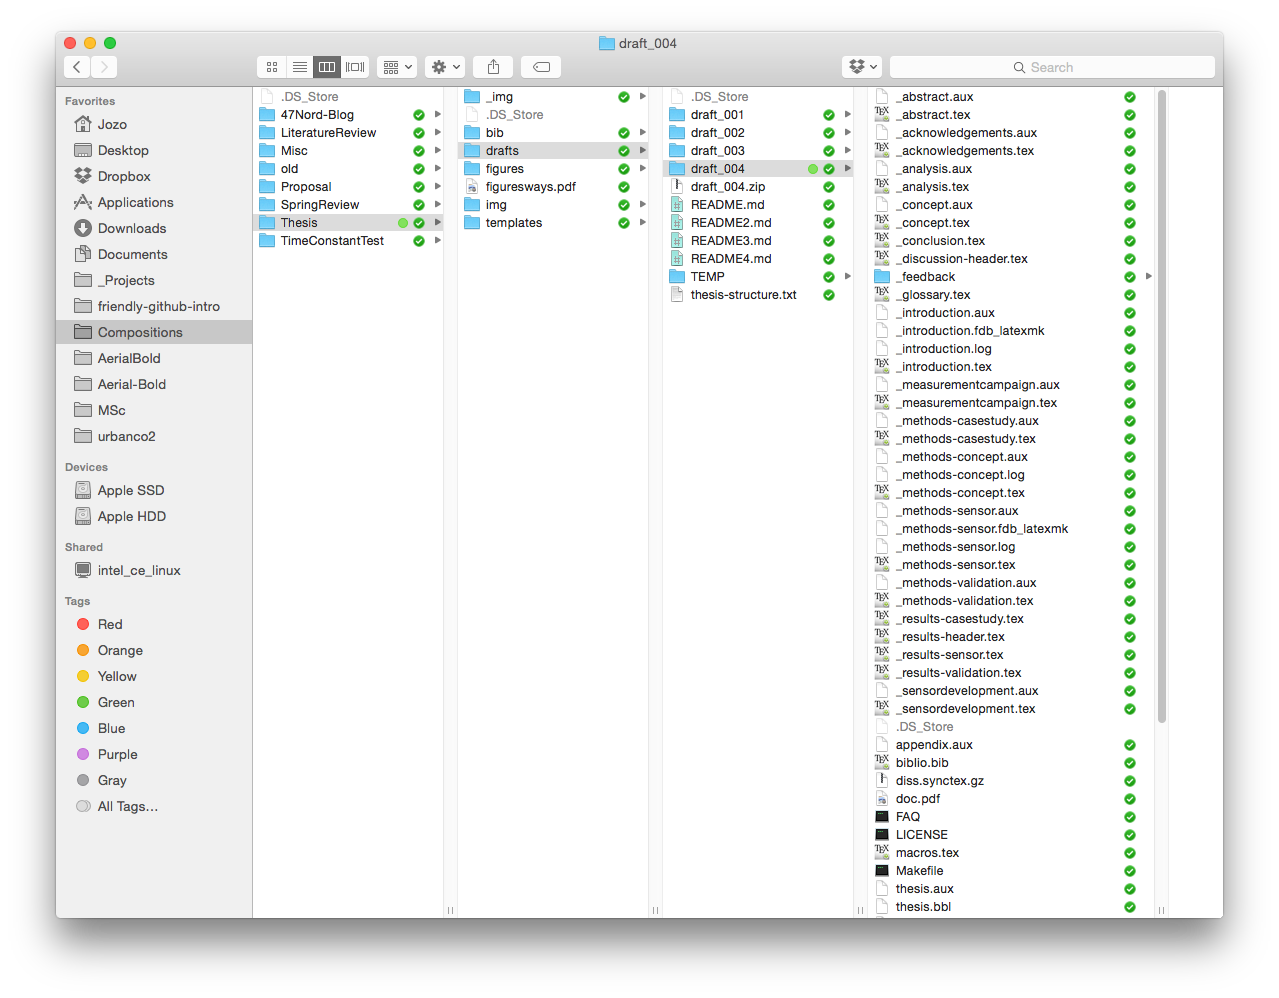 draft_004
Search
Favorites
Jozo
Desktop
Dropbox
Applications
Downloads
Documents
_Projects
friendly-github-intro
Compositions
AerialBold
Aerial-Bold
MSc
urbanco2
Devices
Apple SSD
Apple HDD
Shared
intel_ce_linux
Tags
Red
Orange
Yellow
Green
Blue
Purple
Gray
All Tags...
.DS_Store
47Nord-Blog
LiteratureReview
Misc
old
Proposal
SpringReview
Thesis
TimeConstantTest
_img
.DS_Store
bib
drafts
figures
figuresways.pdf
img
templates
.DS_Store
draft_001
draft_002
draft_003
draft_004
draft_004.zip
README.md
README2.md
README3.md
README4.md
TEMP
thesis-structure.txt
_abstract.aux
_abstract.tex
_acknowledgements.aux
_acknowledgements.tex
_analysis.aux
_analysis.tex
_concept.aux
_concept.tex
_conclusion.tex
_discussion-header.tex
_feedback
_glossary.tex
_introduction.aux
_introduction.fdb_latexmk
_introduction.log
_introduction.tex
_measurementcampaign.aux
_measurementcampaign.tex
_methods-casestudy.aux
_methods-casestudy.tex
_methods-concept.aux
_methods-concept.log
_methods-concept.tex
_methods-sensor.aux
_methods-sensor.fdb_latexmk
_methods-sensor.log
_methods-sensor.tex
_methods-validation.aux
_methods-validation.tex
_results-casestudy.tex
_results-header.tex
_results-sensor.tex
_results-validation.tex
_sensordevelopment.aux
_sensordevelopment.tex
.DS_Store
appendix.aux
biblio.bib
diss.synctex.gz
doc.pdf
FAQ
LICENSE
macros.tex
Makefile
thesis.aux
thesis.bbl